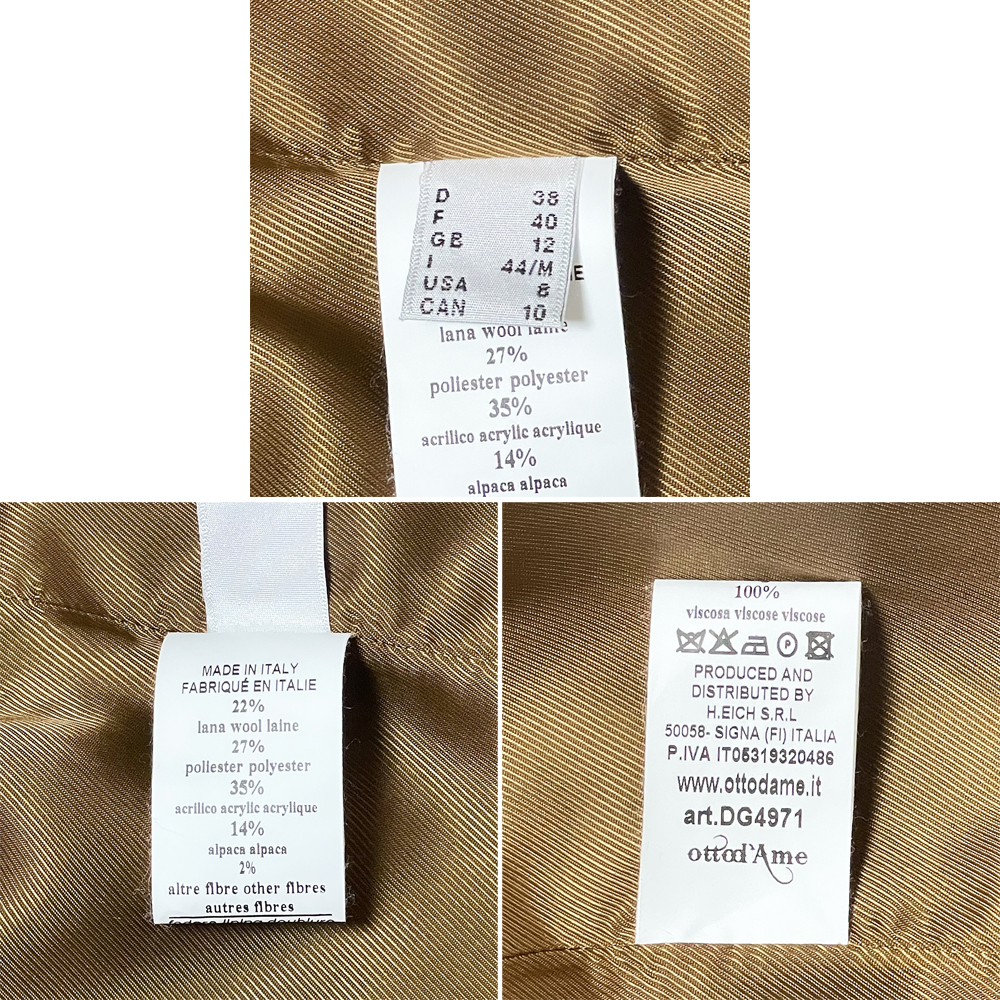 D 38
F 40
GB 12
I 44/M
USA 8
CAN 10
lana wool laine
27%
poliester polyester
35%
acrilico acrylic acrylique
14%
alpaca alpaca
MADE IN ITALY
FABRIQUÉ EN ITALIE
22%
lana wool laine
27%
poliester polyester
35%
acrilico acrylic acrylique
14%
alpaca alpaca
2%
altre fibre other fibres
autres fibres
fodera lining doublure
100%
viscosa viscose viscose
P
PRODUCED AND
DISTRIBUTED BY
H.EICH S.R.L
50058- SIGNA (FI) ITALIA
P.IVA IT05319320486
www.ottodame.it
art.DG4971
ottod'Ame